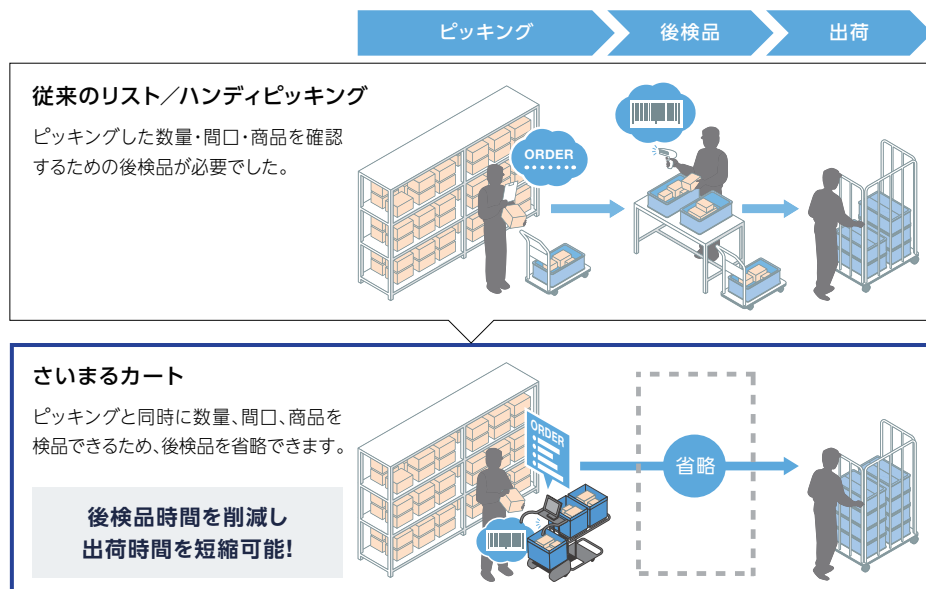 ピッキング
後検品
出荷
従来のリスト／ハンディピッキング
ピッキングした数量・間口・商品を確認
するための後検品が必要でした。
ORDER
さいまるカート
ピッキングと同時に数量、間口、商品を
検品できるため、後検品を省略できます。
後検品時間を削減し
出荷時間を短縮可能!
ORDER
省略